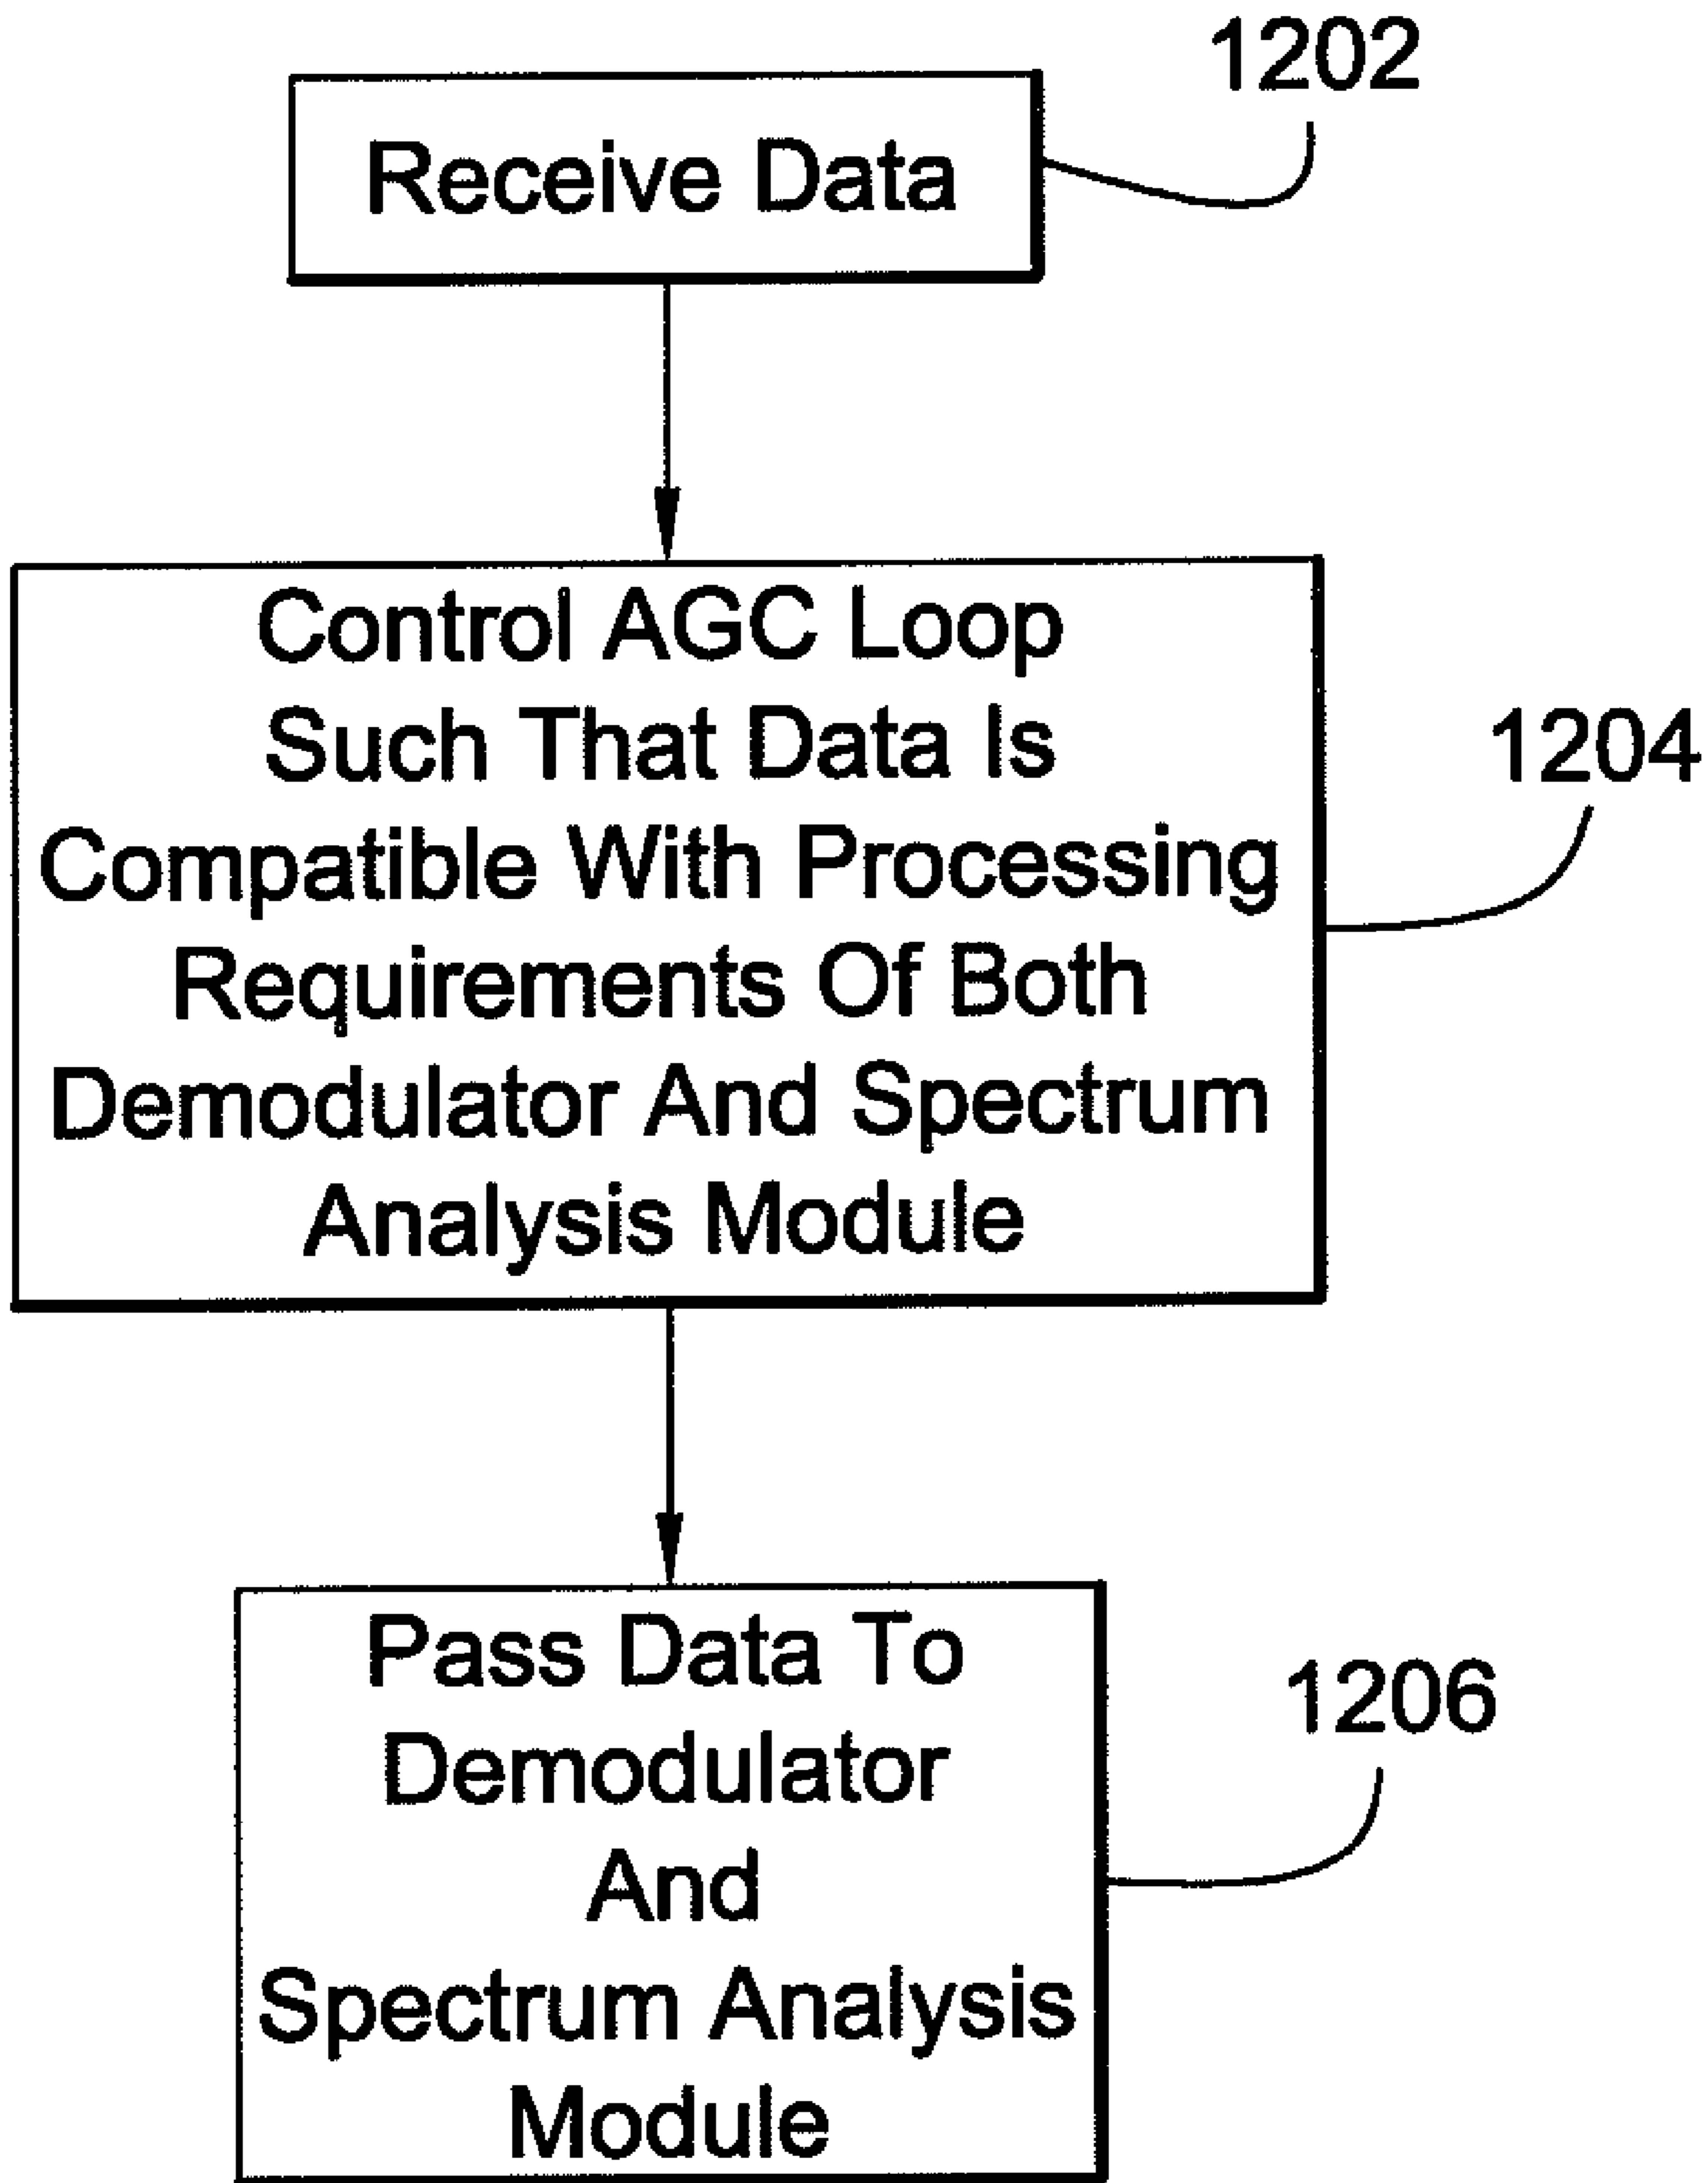 1202
Receive Data
Control AGC Loop
Such That Data Is
Compatible With Processing
Requirements Of Both
Demodulator And Spectrum
Analysis Module
1204
Pass Data To
Demodulator
And
Spectrum Analysis
Module
1206